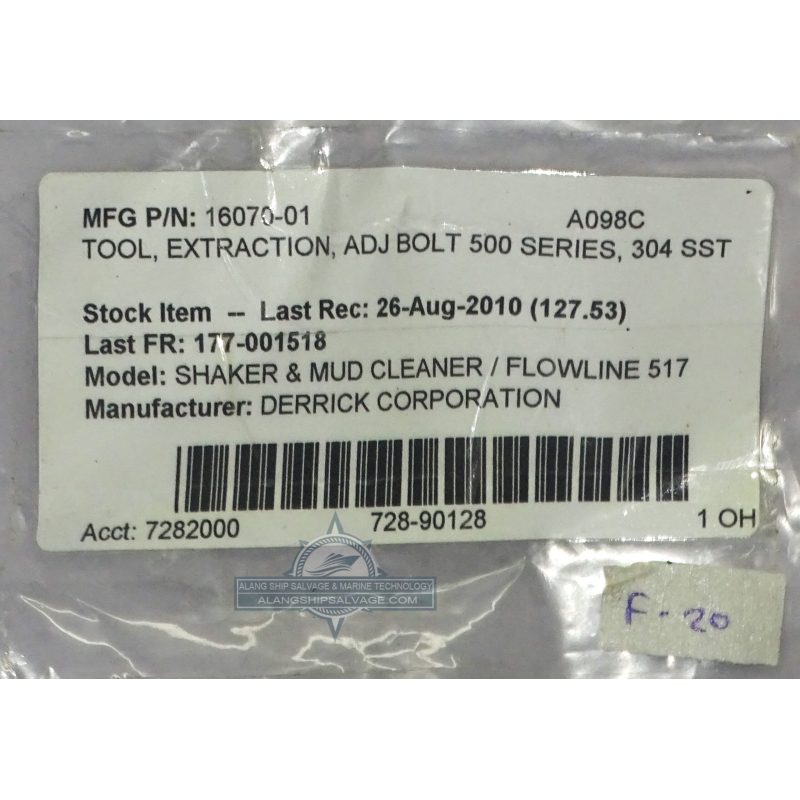 MFG P/N: 16070-01 A098C
TOOL, EXTRACTION, ADJ BOLT 500 SERIES, 304 SST
Stock Item -- Last Rec: 26-Aug-2010 (127.53)
Last FR: 177-001518
Model: SHAKER & MUD CLEANER / FLOWLINE 517
Manufacturer: DERRICK CORPORATION
Acct: 7282000 728-90128 1 OH
ALANG SHIP SALVAGE & MARINE TECHNOLOGY
ALANGSHIPSALVAGE.COM
F-20